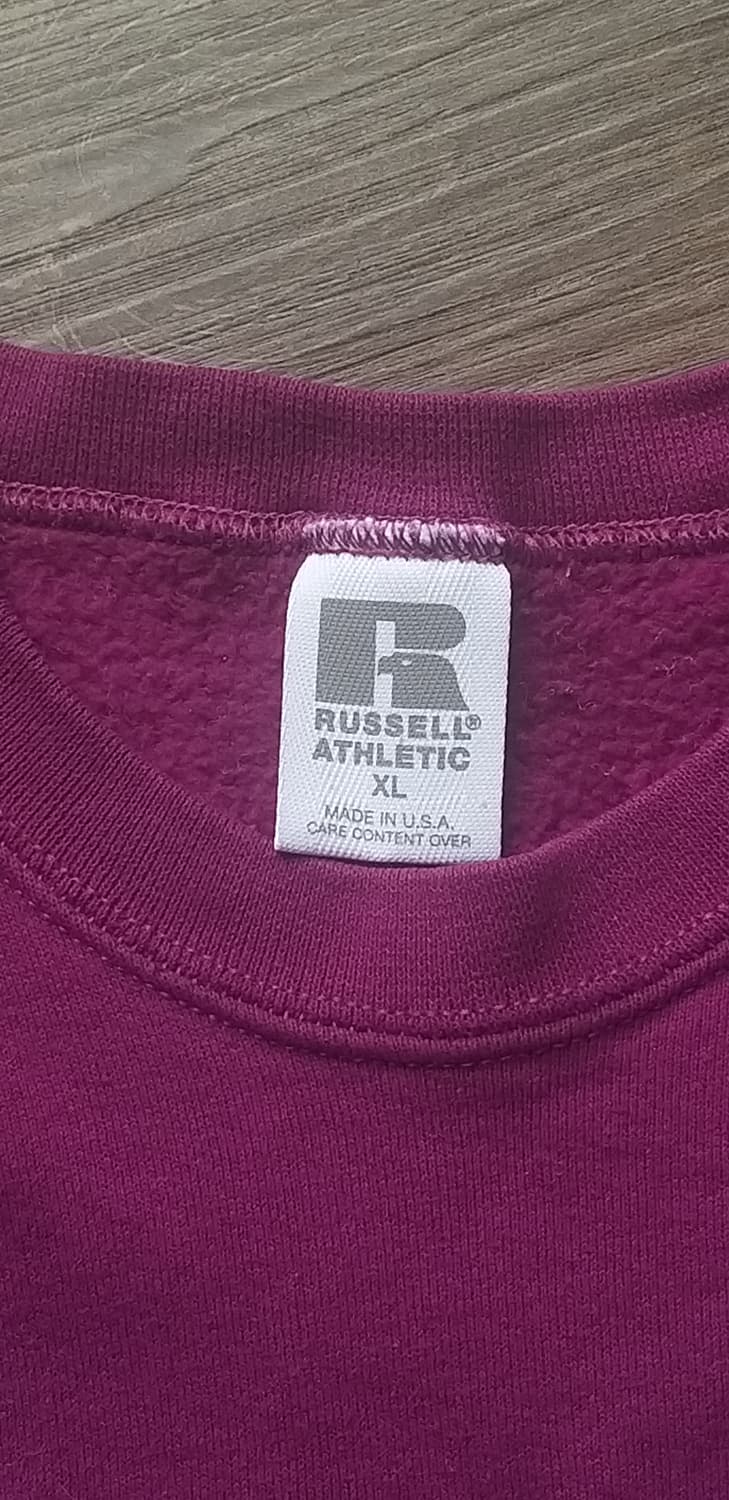 R
RUSSELL®
ATHLETIC
XL
MADE IN U.S.A.
CARE CONTENT OVER